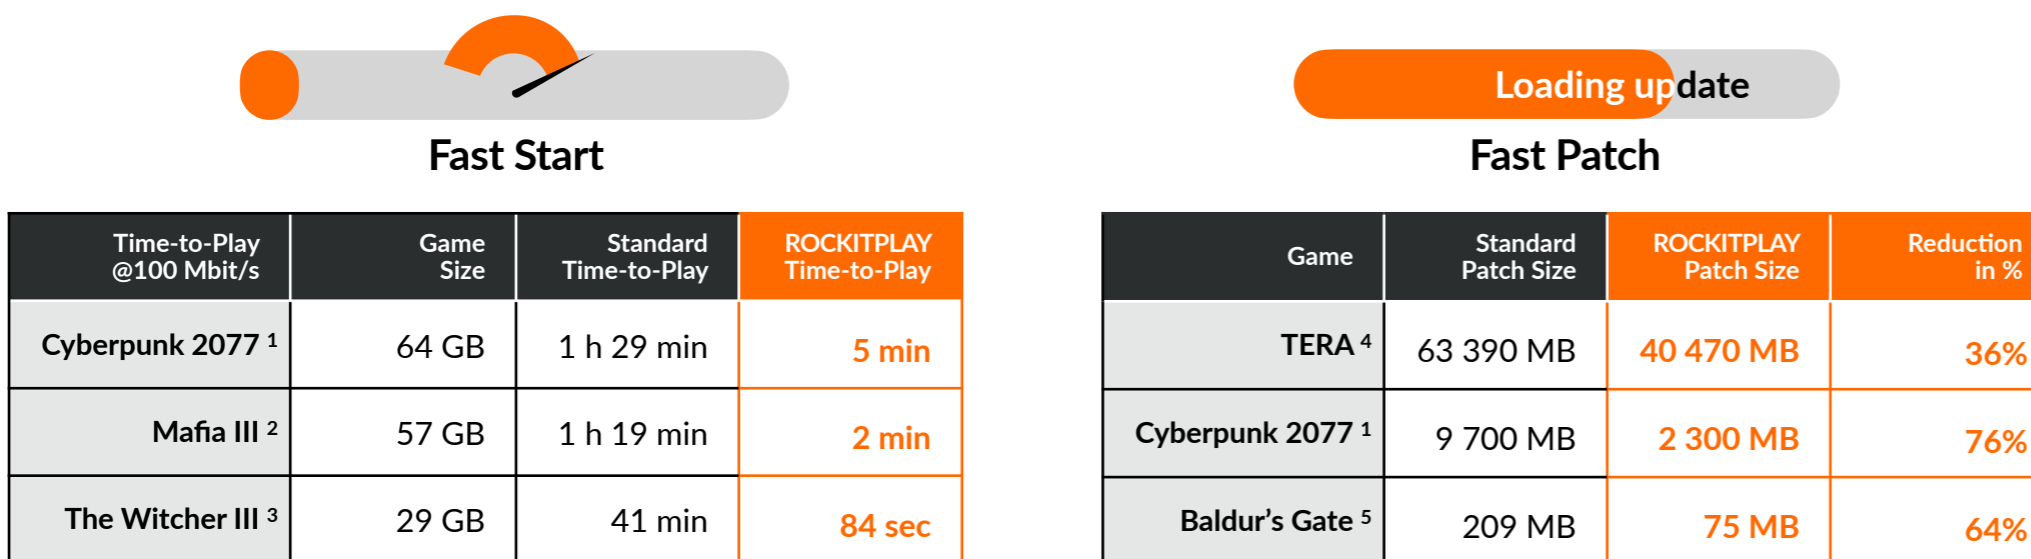 Fast Start
Time-to-Play @100 Mbit/s | Game Size | Standard Time-to-Play | ROCKITPLAY Time-to-Play
Cyberpunk 2077 ¹ | 64 GB | 1 h 29 min | 5 min
Mafia III ² | 57 GB | 1 h 19 min | 2 min
The Witcher III ³ | 29 GB | 41 min | 84 sec
Loading update
Fast Patch
Game | Standard Patch Size | ROCKITPLAY Patch Size | Reduction in %
TERA ⁴ | 63 390 MB | 40 470 MB | 36%
Cyberpunk 2077 ¹ | 9 700 MB | 2 300 MB | 76%
Baldur’s Gate ⁵ | 209 MB | 75 MB | 64%